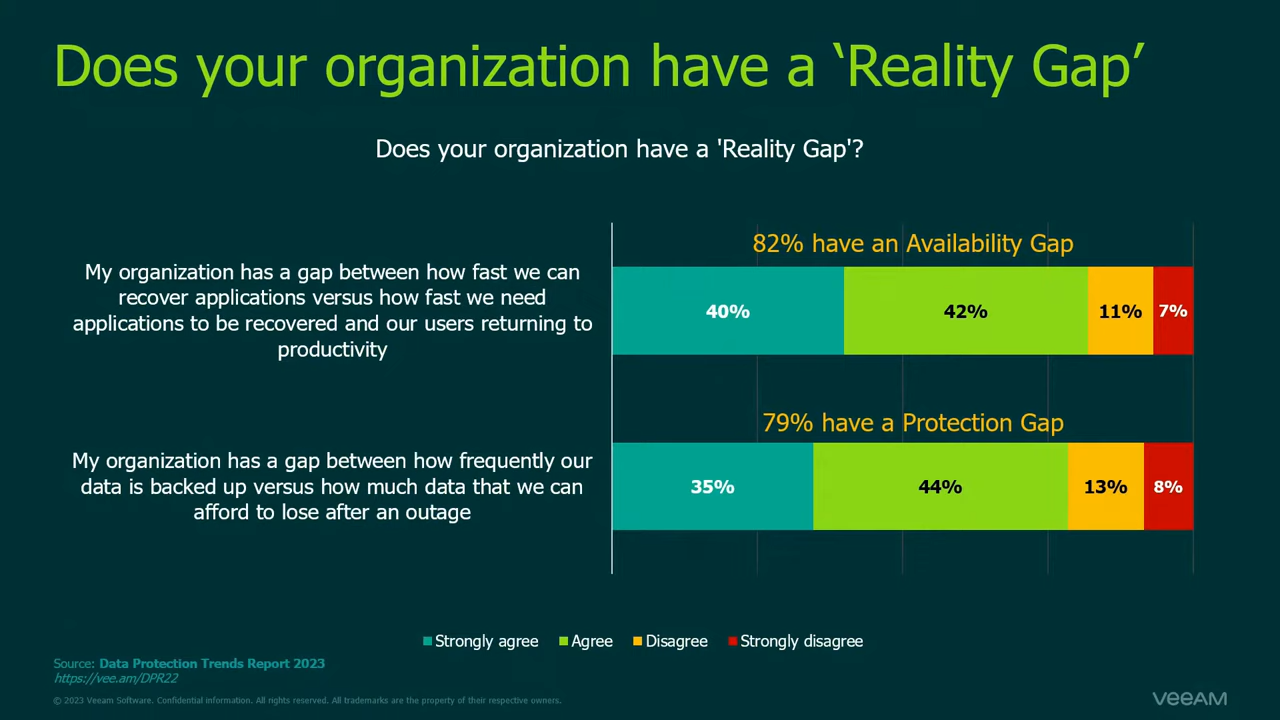 Does your organization have a ‘Reality Gap’
Does your organization have a 'Reality Gap'?
82% have an Availability Gap
My organization has a gap between how fast we can
recover applications versus how fast we need
applications to be recovered and our users returning to
productivity
40%
42%
11%
7%
79% have a Protection Gap
My organization has a gap between how frequently our
data is backed up versus how much data that we can
afford to lose after an outage
35%
44%
13%
8%
Strongly agree
Agree
Disagree
Strongly disagree
Source: Data Protection Trends Report 2023
https://vee.am/DPR22
© 2023 Veeam Software. Confidential information. All rights reserved. All trademarks are the property of their respective owners.
veeAM